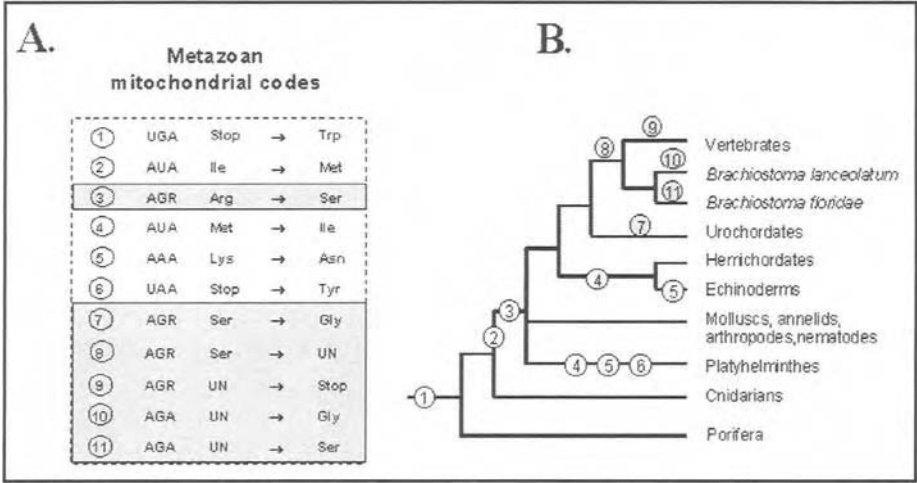 A.
Metazoan
mitochondrial codes
1 UGA Stop → Trp
2 AUA Ile → Met
3 AGR Arg → Ser
4 AUA Met → Ile
5 AAA Lys → Asn
6 UAA Stop → Tyr
7 AGR Ser → Gly
8 AGR Ser → UN
9 AGR UN → Stop
10 AGA UN → Gly
11 AGA UN → Ser
B.
9 Vertebrates
8
10 Brachiostoma lanceolatum
11 Brachiostoma floridae
7 Urochordates
Hemichordates
4
5 Echinoderms
3
Molluscs, annelids,
arthropodes,nematodes
2
4 5 6 Platyhelminthes
1
Cnidarians
Porifera